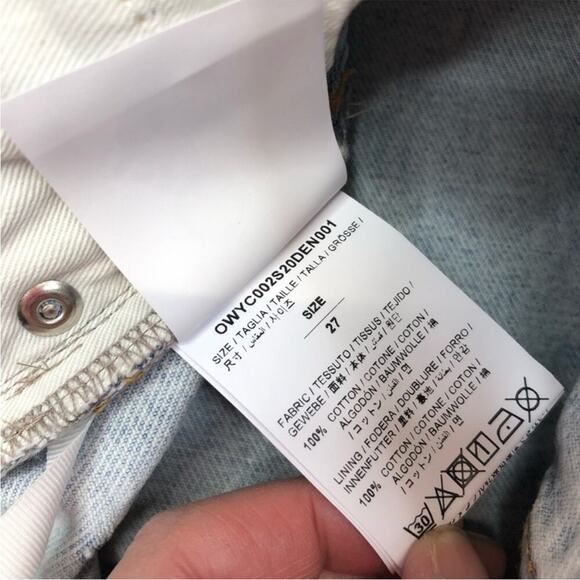 OWYC002S20DEN001
SIZE / TAGLIA / TAILLE / TALLA / GRÖSSE /
尺寸 / المقاس / 사이즈
SIZE
27
FABRIC / TESSUTO / TISSUS / TEJIDO /
GEWEBE / 面料 / 本体 / قماش / 원단
100% COTTON / COTONE / COTON /
ALGODÓN / BAUMWOLLE / 棉
/ コットン / القطن / 면
LINING / FODERA / DOUBLURE / FORRO /
INNENFUTTER / 里料 / 裏地 / بطانة / 안감
100% COTTON / COTONE / COTON /
ALGODÓN / BAUMWOLLE / 棉
/ コットン / القطن / 면
30